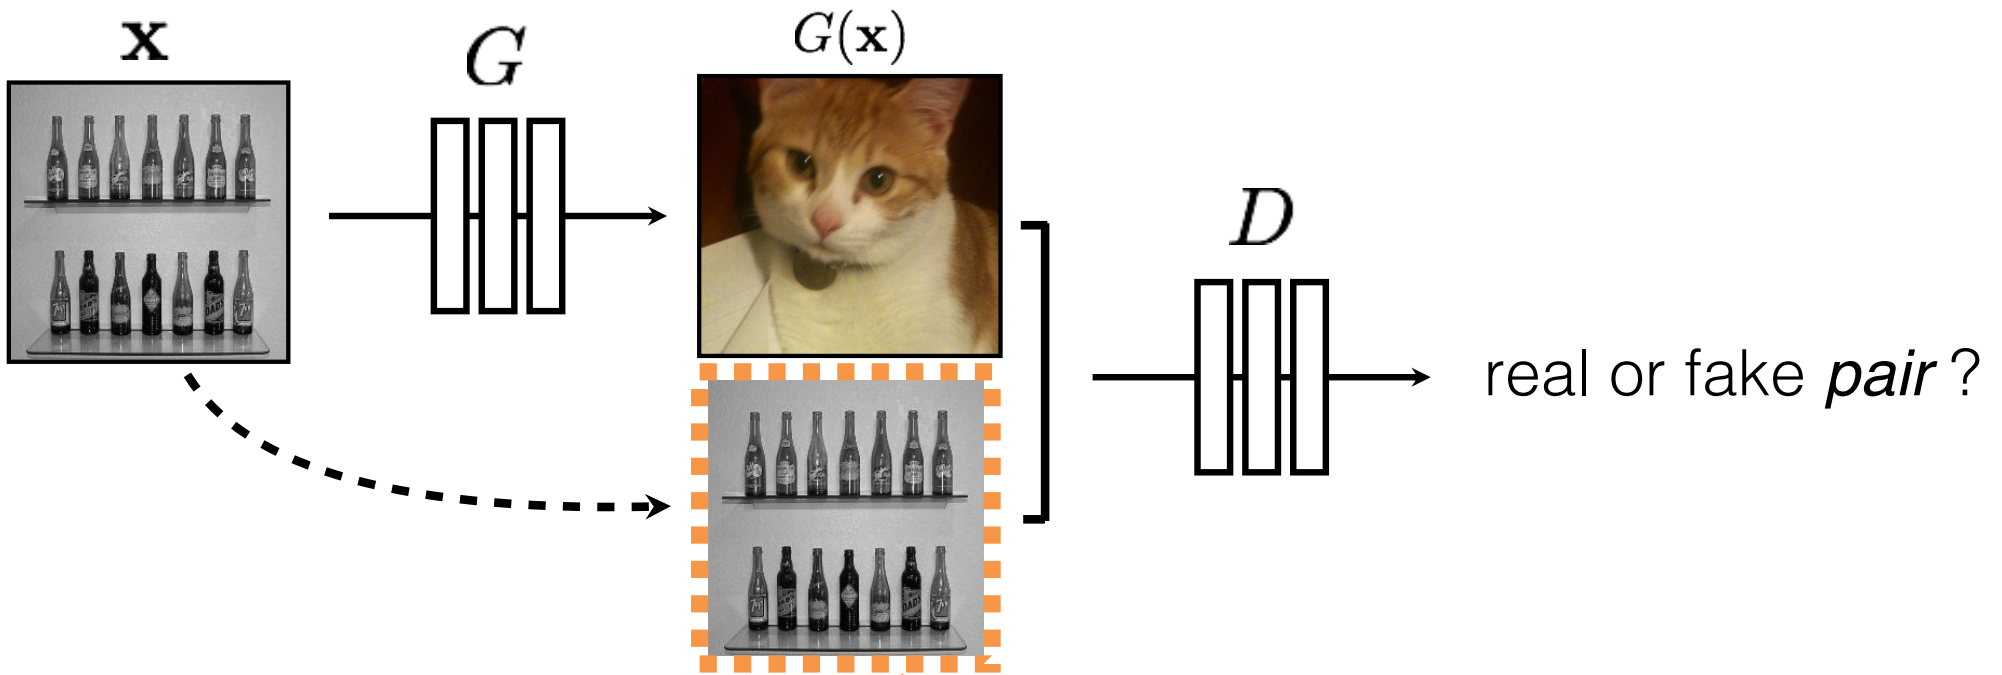 x
G
G(x)
D
real or fake pair ?